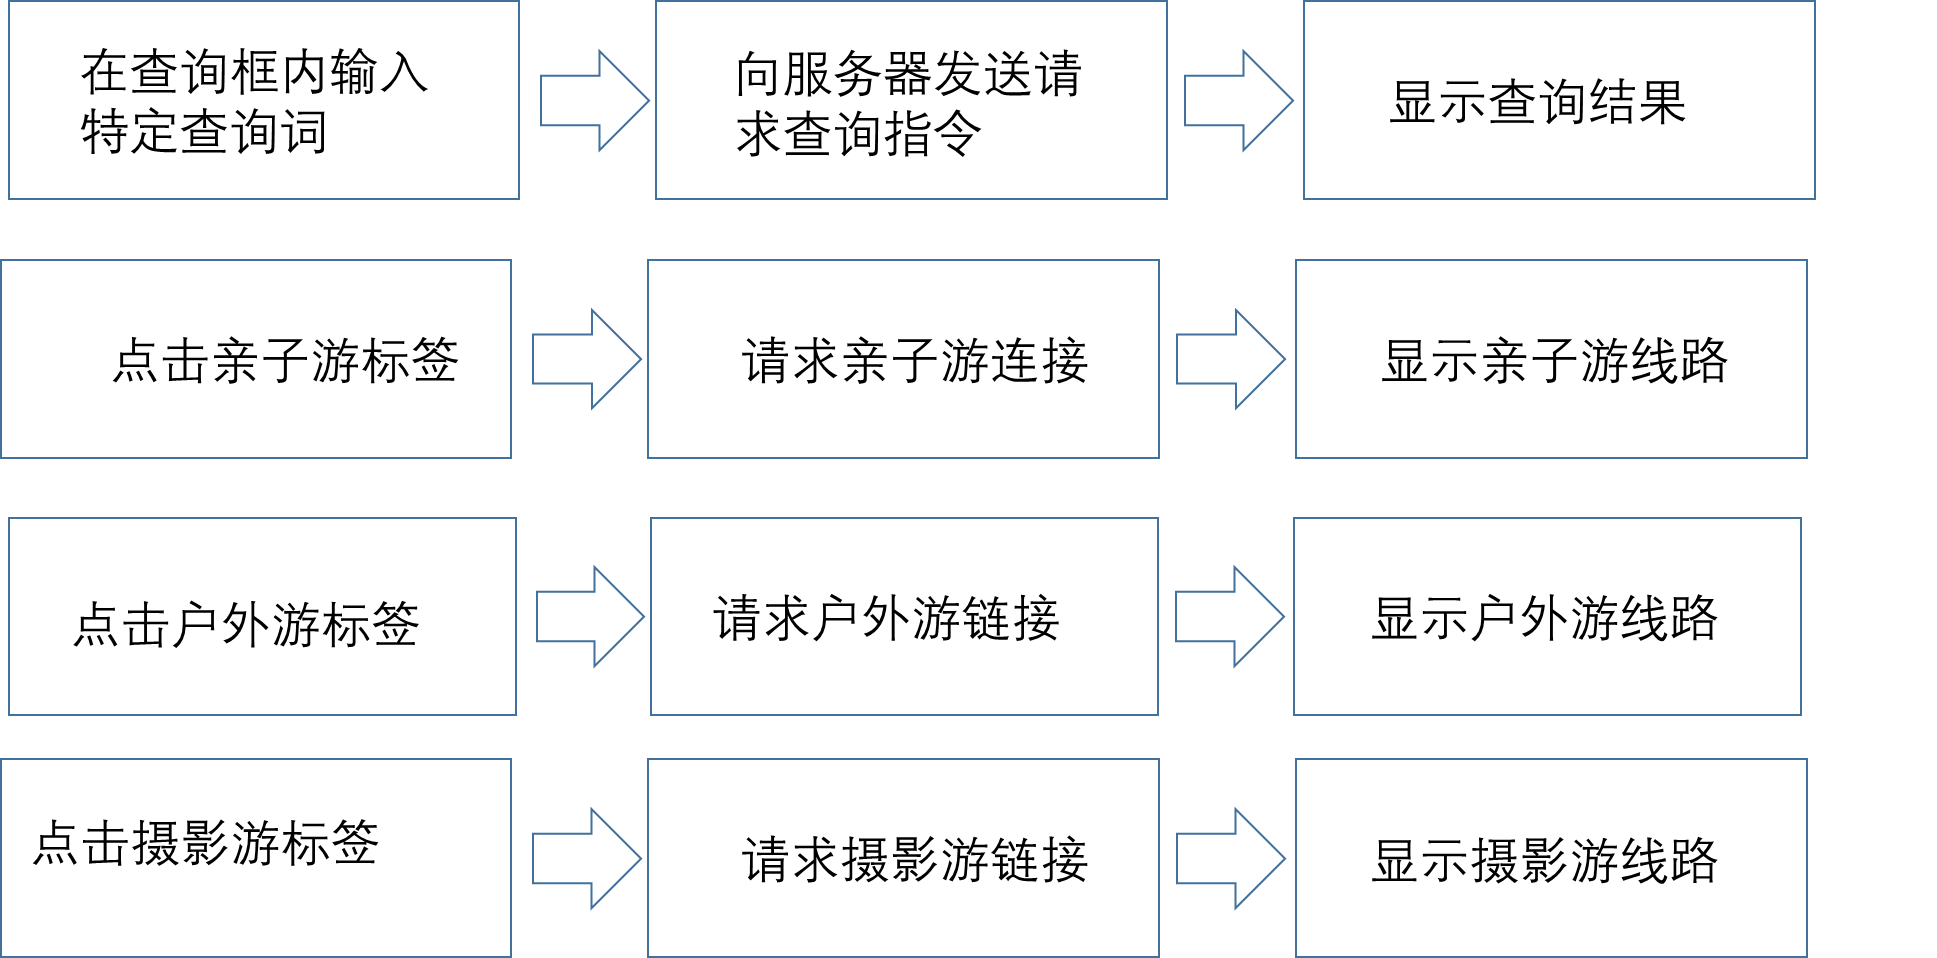 在查询框内输入
特定查询词
向服务器发送请
求查询指令
显示查询结果
点击亲子游标签
请求亲子游连接
显示亲子游线路
点击户外游标签
请求户外游链接
显示户外游线路
点击摄影游标签
请求摄影游链接
显示摄影游线路